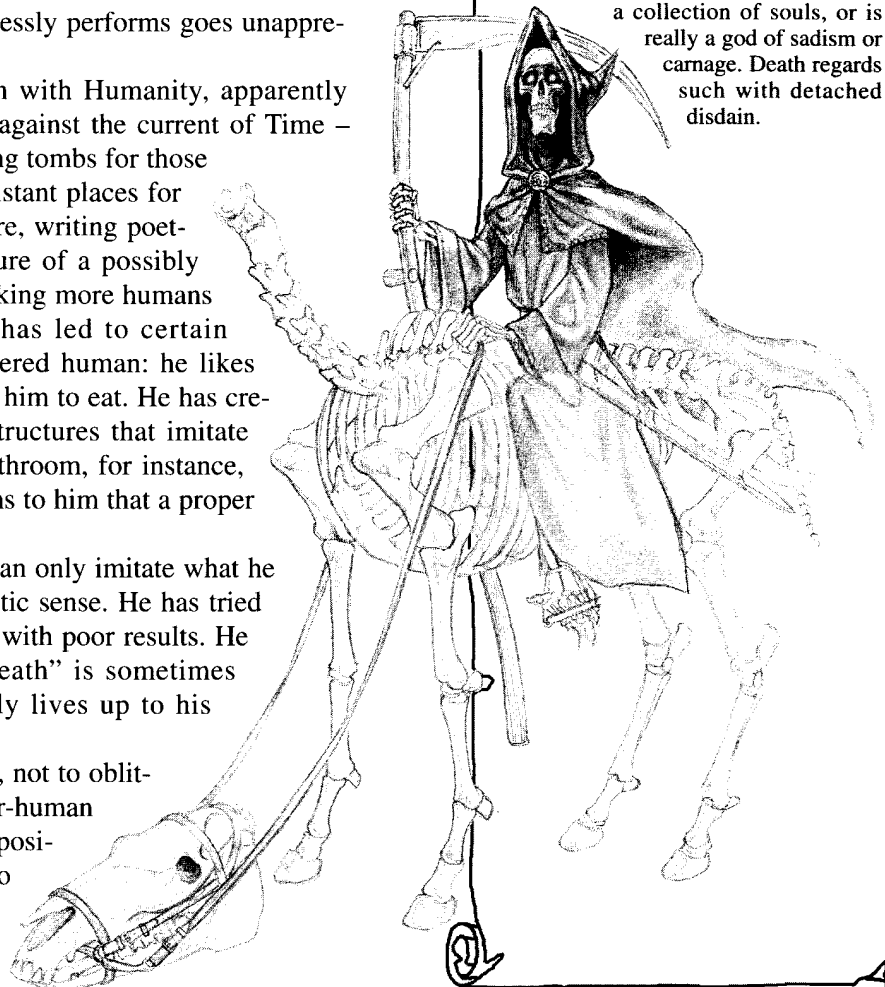 essly performs goes unappre-
n with Humanity, apparently
against the current of Time –
ng tombs for those
istant places for
re, writing poet-
ure of a possibly
king more humans
has led to certain
ered human: he likes
him to eat. He has cre-
tructures that imitate
throom, for instance,
ns to him that a proper
an only imitate what he
tic sense. He has tried
with poor results. He
eath” is sometimes
ly lives up to his
, not to oblit-
r-human
posi-
o
a collection of souls, or is
really a god of sadism or
carnage. Death regards
such with detached
disdain.